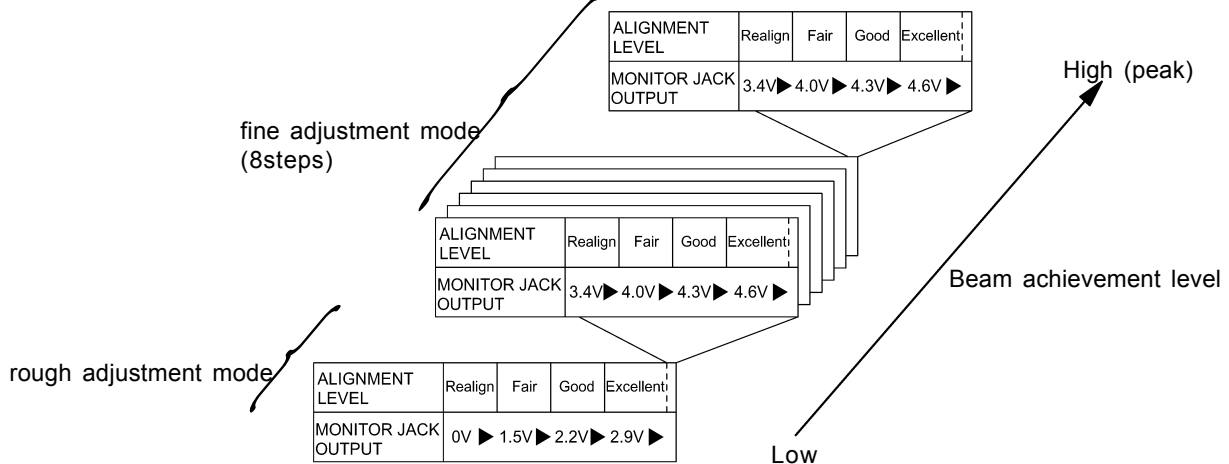 ALIGNMENT LEVEL Realign Fair Good Excellent
MONITOR JACK OUTPUT 3.4V▶ 4.0V▶ 4.3V▶ 4.6V ▶
High (peak)
fine adjustment mode
(8steps)
ALIGNMENT LEVEL Realign Fair Good Excellent
MONITOR JACK OUTPUT 3.4V▶ 4.0V▶ 4.3V▶ 4.6V ▶
Beam achievement level
rough adjustment mode
ALIGNMENT LEVEL Realign Fair Good Excellent
MONITOR JACK OUTPUT 0V ▶ 1.5V▶ 2.2V▶ 2.9V ▶
Low